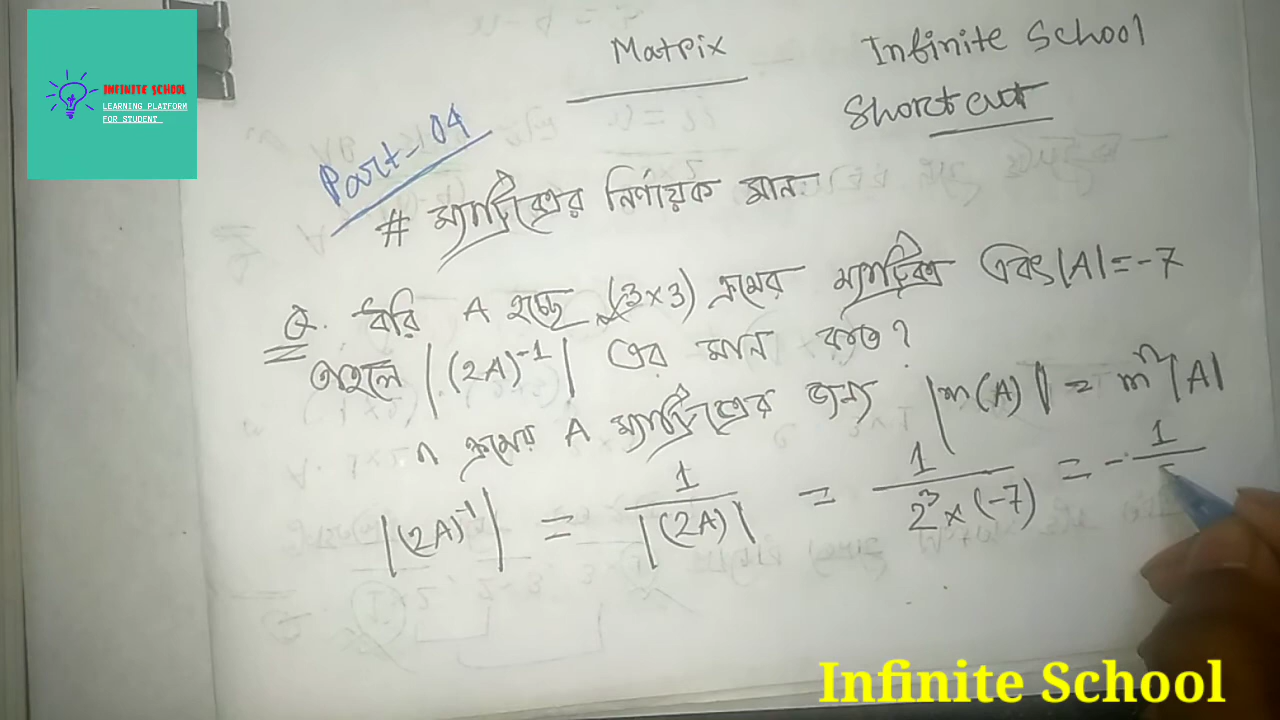 INFINITE SCHOOL
LEARNING PLATFORM
FOR STUDENT
Matrix
Infinite School
Shortcut
Part-04
# ম্যাট্রিক্সের নির্ণায়ক মান
Q. ধরি A হচ্ছে (3×3) ক্রমের ম্যাট্রিক্স এবং |A| = -7
তাহলে |(2A)⁻¹| এর মান কত?
n ক্রমের A ম্যাট্রিক্সের জন্য |m(A)| = mⁿ|A|
|(2A)⁻¹| = 1/|(2A)| = 1/(2³×(-7)) = - 1/
Infinite School